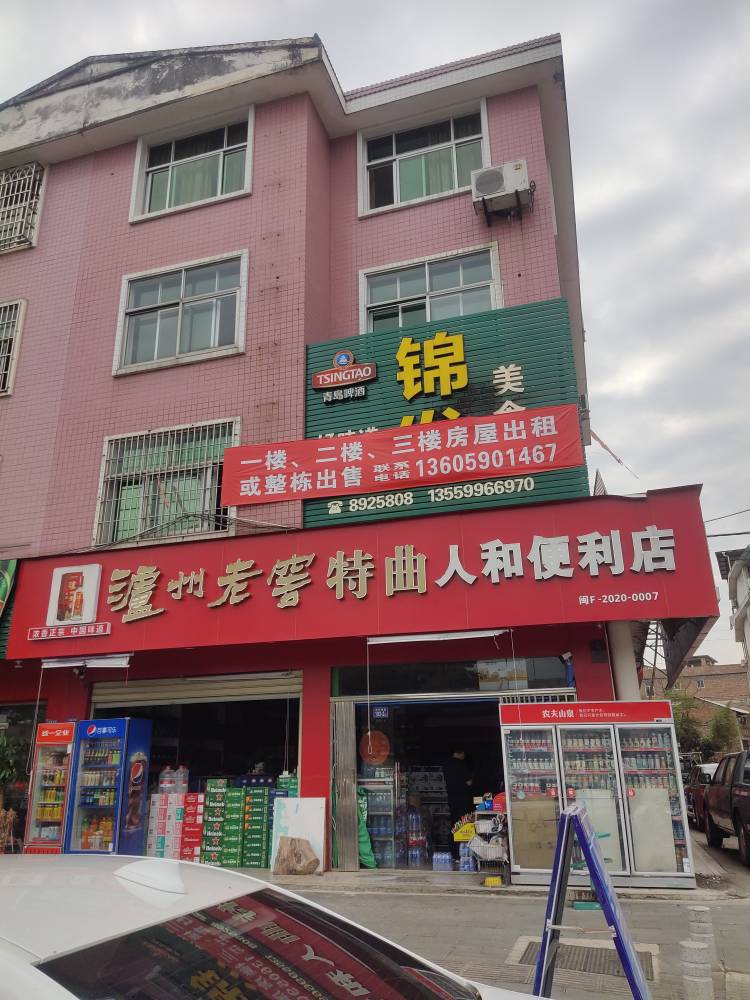 TSINGTAO
青岛啤酒
锦
美
一楼、二楼、三楼房屋出租
或整栋出售 联系电话 13605901467
☎ 8925808 13559966970
泸州老窖 特曲 人和便利店
浓香正宗 中国味道
闽F-2020-0007
统一企业
pepsi 百事可乐
农夫山泉
Heineken